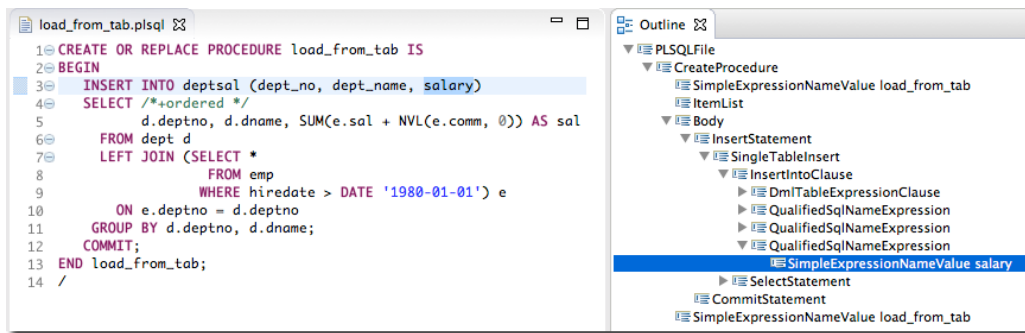 load_from_tab.plsql
1 CREATE OR REPLACE PROCEDURE load_from_tab IS
2 BEGIN
3 INSERT INTO deptsal (dept_no, dept_name, salary)
4 SELECT /*+ordered */
5 d.deptno, d.dname, SUM(e.sal + NVL(e.comm, 0)) AS sal
6 FROM dept d
7 LEFT JOIN (SELECT *
8 FROM emp
9 WHERE hiredate > DATE '1980-01-01') e
10 ON e.deptno = d.deptno
11 GROUP BY d.deptno, d.dname;
12 COMMIT;
13 END load_from_tab;
14 /
Outline
PLSQLFile
CreateProcedure
SimpleExpressionNameValue load_from_tab
ItemList
Body
InsertStatement
SingleTableInsert
InsertIntoClause
DmlTableExpressionClause
QualifiedSqlNameExpression
QualifiedSqlNameExpression
QualifiedSqlNameExpression
SimpleExpressionNameValue salary
SelectStatement
CommitStatement
SimpleExpressionNameValue load_from_tab